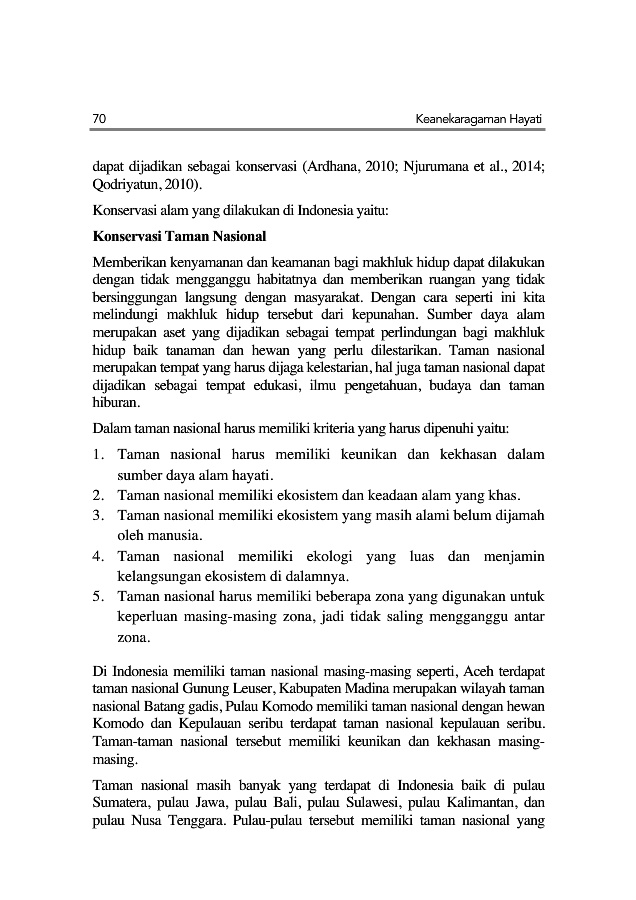 70 Keanekaragaman Hayati
dapat dijadikan sebagai konservasi (Ardhana, 2010; Njurumana et al., 2014;
Qodriyatun, 2010).
Konservasi alam yang dilakukan di Indonesia yaitu:
Konservasi Taman Nasional
Memberikan kenyamanan dan keamanan bagi makhluk hidup dapat dilakukan
dengan tidak mengganggu habitatnya dan memberikan ruangan yang tidak
bersinggungan langsung dengan masyarakat. Dengan cara seperti ini kita
melindungi makhluk hidup tersebut dari kepunahan. Sumber daya alam
merupakan aset yang dijadikan sebagai tempat perlindungan bagi makhluk
hidup baik tanaman dan hewan yang perlu dilestarikan. Taman nasional
merupakan tempat yang harus dijaga kelestarian, hal juga taman nasional dapat
dijadikan sebagai tempat edukasi, ilmu pengetahuan, budaya dan taman
hiburan.
Dalam taman nasional harus memiliki kriteria yang harus dipenuhi yaitu:
1. Taman nasional harus memiliki keunikan dan kekhasan dalam
sumber daya alam hayati.
2. Taman nasional memiliki ekosistem dan keadaan alam yang khas.
3. Taman nasional memiliki ekosistem yang masih alami belum dijamah
oleh manusia.
4. Taman nasional memiliki ekologi yang luas dan menjamin
kelangsungan ekosistem di dalamnya.
5. Taman nasional harus memiliki beberapa zona yang digunakan untuk
keperluan masing-masing zona, jadi tidak saling mengganggu antar
zona.
Di Indonesia memiliki taman nasional masing-masing seperti, Aceh terdapat
taman nasional Gunung Leuser, Kabupaten Madina merupakan wilayah taman
nasional Batang gadis, Pulau Komodo memiliki taman nasional dengan hewan
Komodo dan Kepulauan seribu terdapat taman nasional kepulauan seribu.
Taman-taman nasional tersebut memiliki keunikan dan kekhasan masing-
masing.
Taman nasional masih banyak yang terdapat di Indonesia baik di pulau
Sumatera, pulau Jawa, pulau Bali, pulau Sulawesi, pulau Kalimantan, dan
pulau Nusa Tenggara. Pulau-pulau tersebut memiliki taman nasional yang